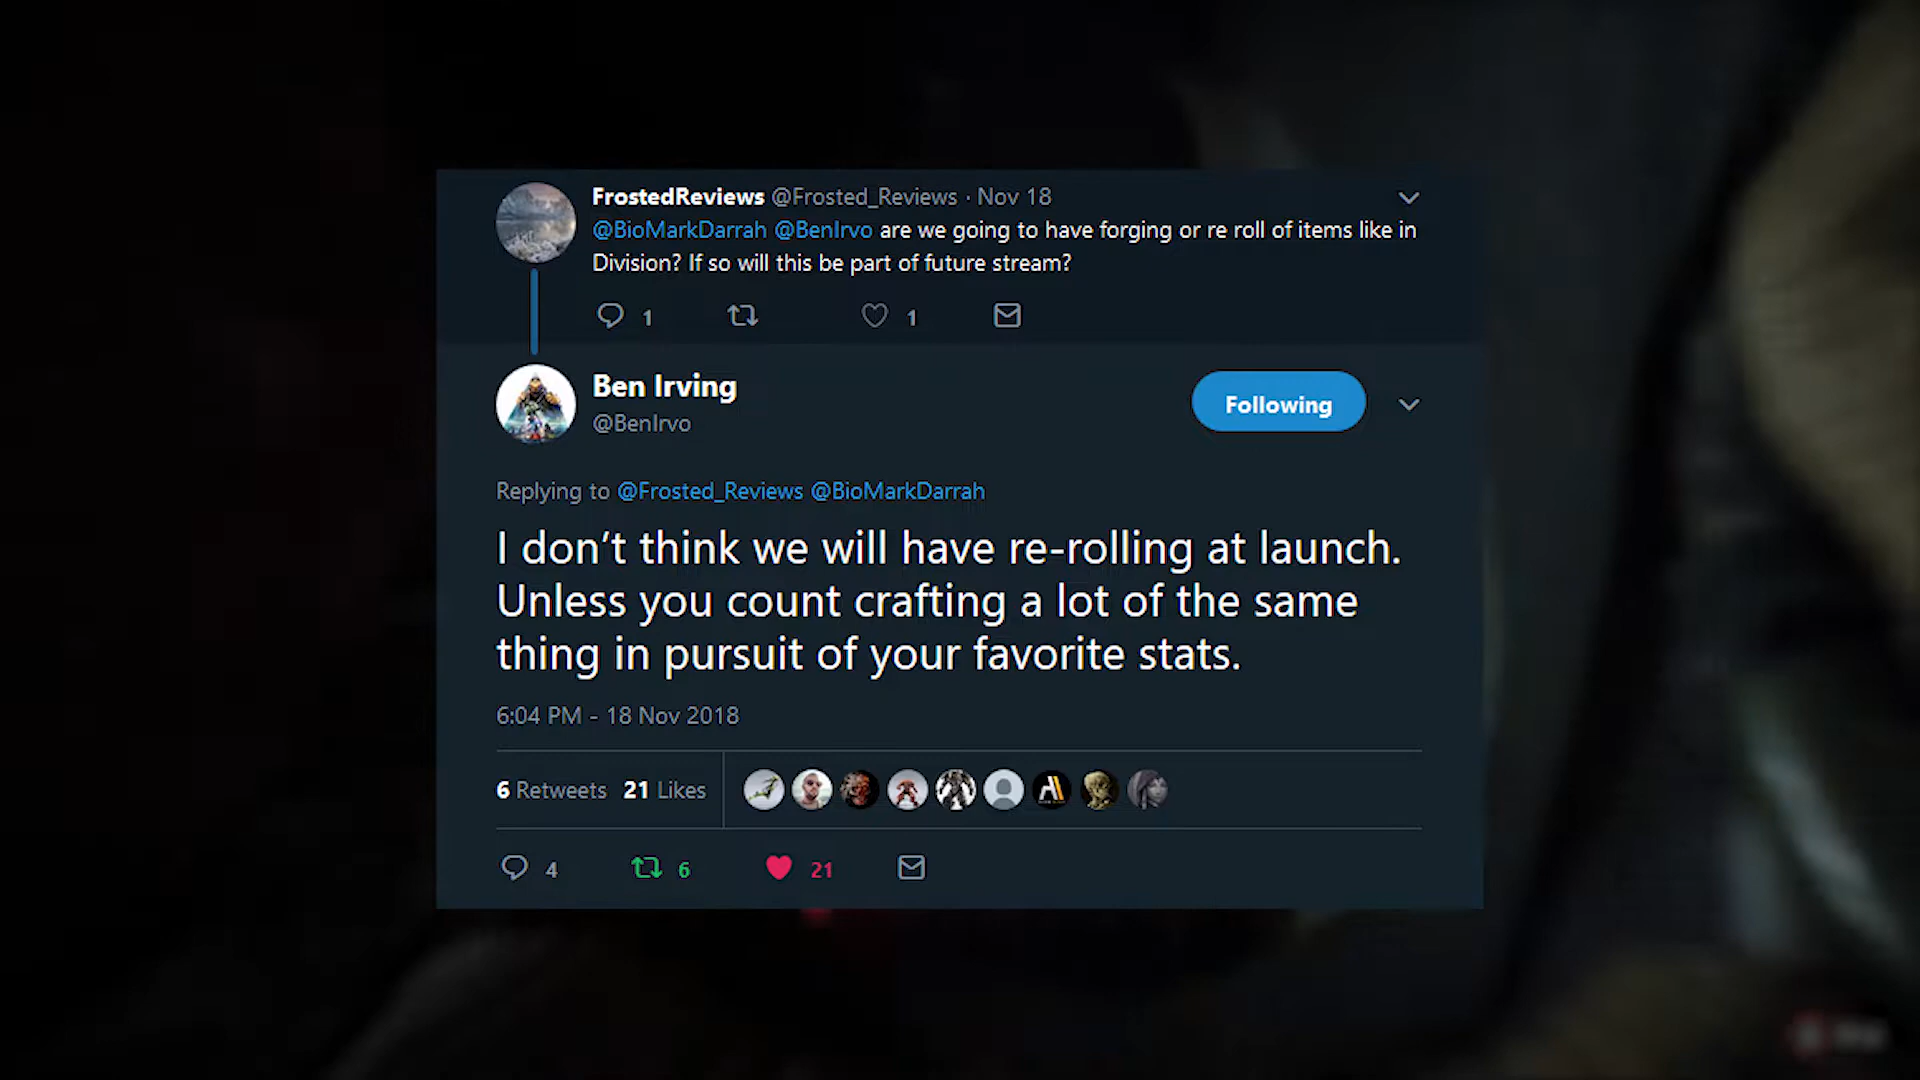 FrostedReviews @Frosted_Reviews · Nov 18
@BioMarkDarrah @BenIrvo are we going to have forging or re roll of items like in
Division? If so will this be part of future stream?
1 1
Ben Irving
@BenIrvo
Following
Replying to @Frosted_Reviews @BioMarkDarrah
I don’t think we will have re-rolling at launch.
Unless you count crafting a lot of the same
thing in pursuit of your favorite stats.
6:04 PM - 18 Nov 2018
6 Retweets 21 Likes
4 6 21